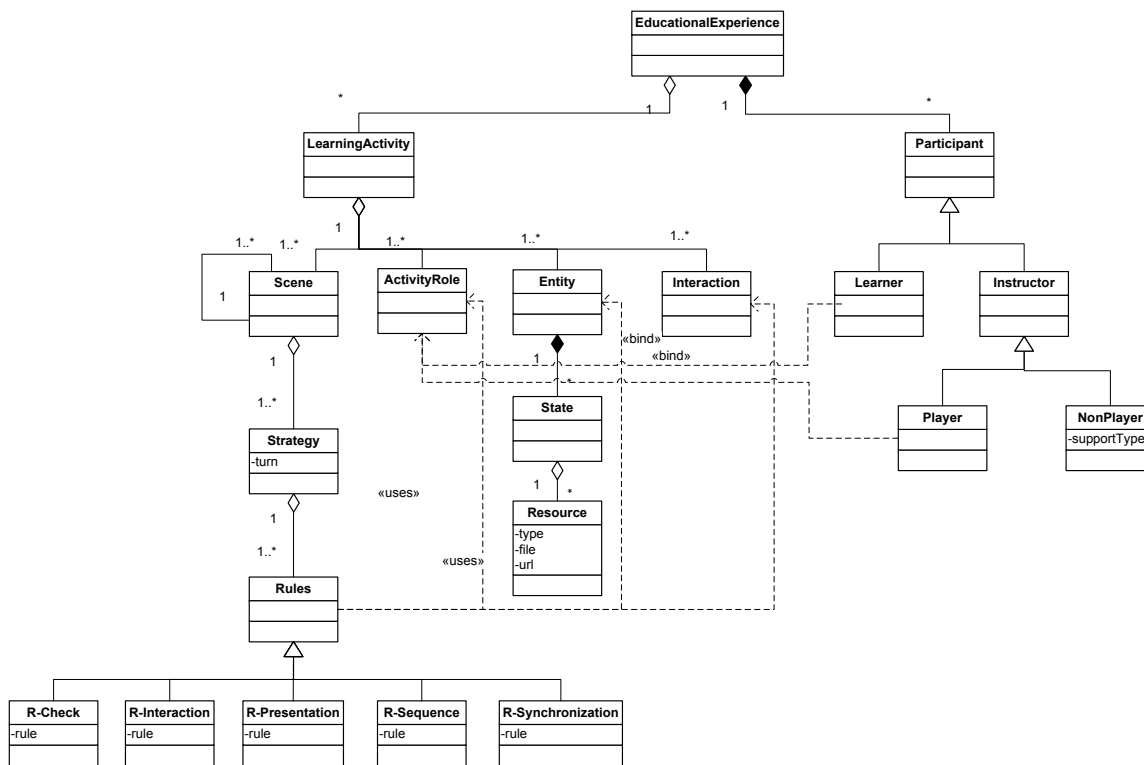 EducationalExperience
*
1
1
*
LearningActivity
Participant
1
1..*
1..*
1..*
1..*
1..*
Scene
ActivityRole
Entity
Interaction
Learner
Instructor
1
«bind»
1
1
«bind»
*
1..*
State
Player
NonPlayer
-supportType
Strategy
-turn
1
*
«uses»
1
Resource
-type
-file
-url
1..*
«uses»
Rules
R-Check
-rule
R-Interaction
-rule
R-Presentation
-rule
R-Sequence
-rule
R-Synchronization
-rule